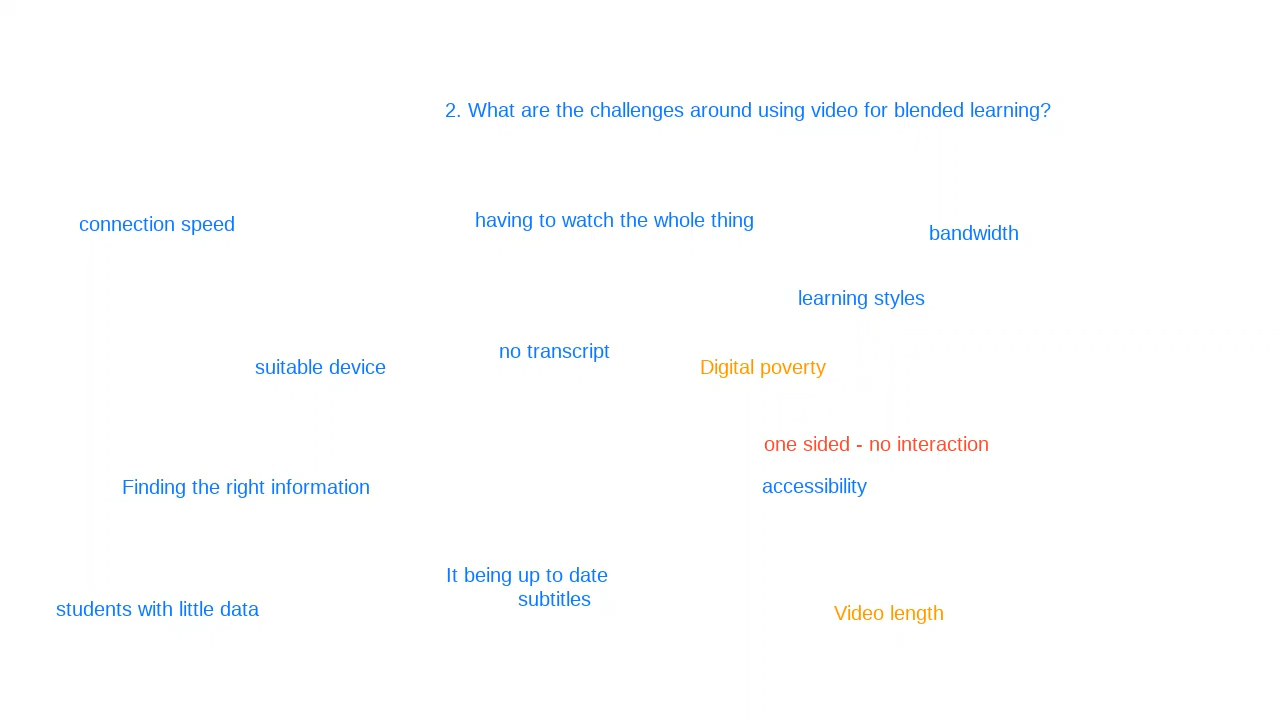 2. What are the challenges around using video for blended learning?
connection speed
having to watch the whole thing
bandwidth
learning styles
no transcript
suitable device
Digital poverty
one sided - no interaction
Finding the right information
accessibility
It being up to date
subtitles
students with little data
Video length